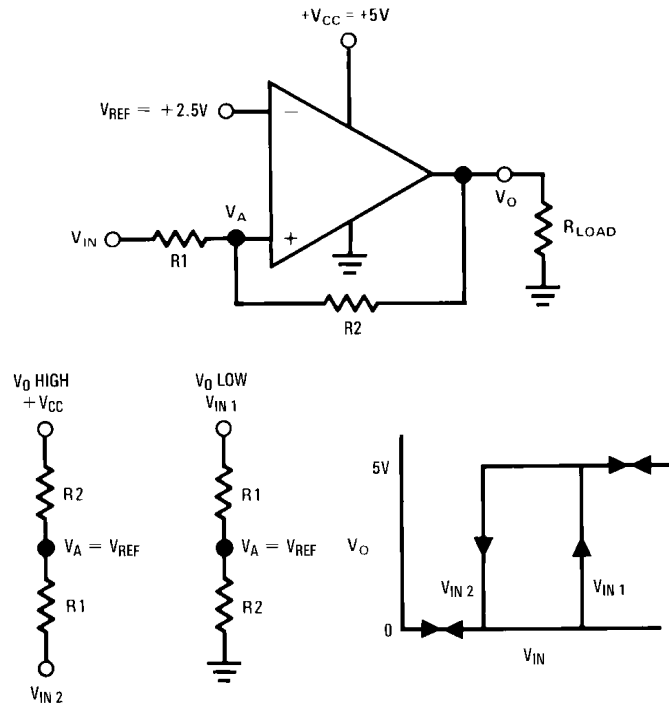 +VCC = +5V
VREF = +2.5V
−
VA
VIN
+
R1
VO
RLOAD
R2
VO HIGH
+ VCC
R2
VA = VREF
R1
VIN 2
VO LOW
VIN 1
R1
VA = VREF
R2
5V
VO
VIN 2
VIN 1
0
VIN